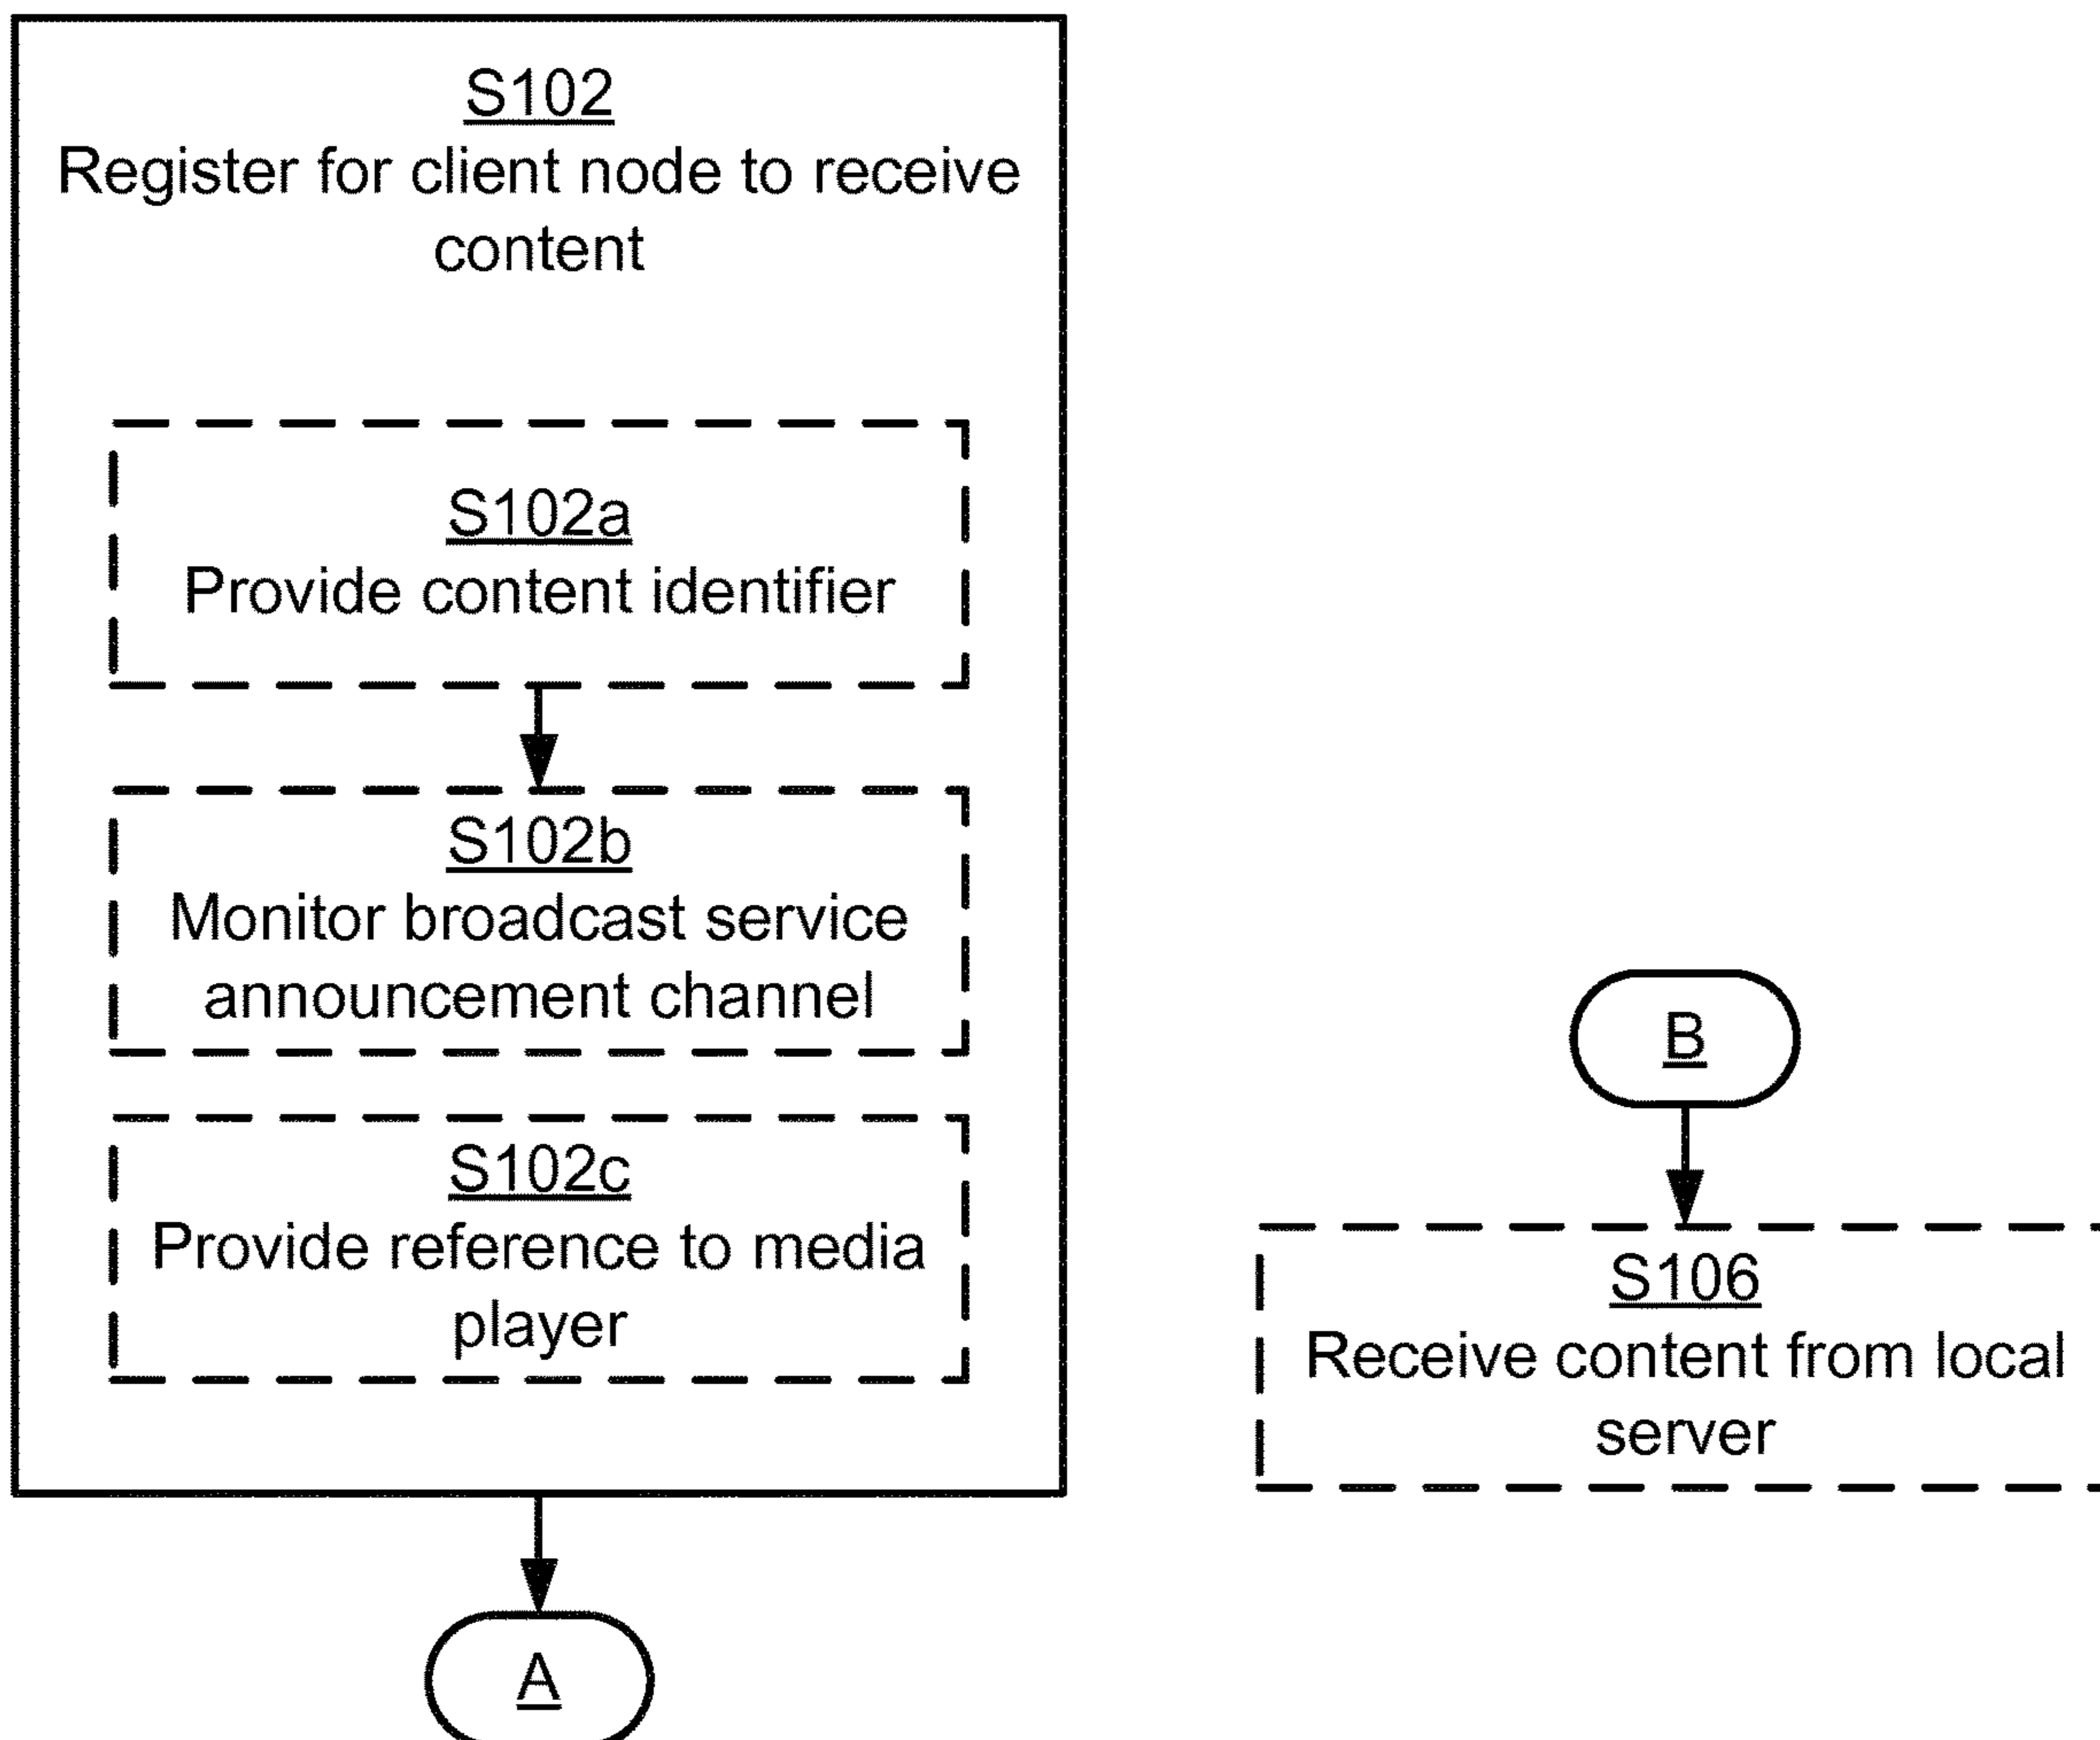 S102
Register for client node to receive
content
S102a
Provide content identifier
S102b
Monitor broadcast service
announcement channel
S102c
Provide reference to media
player
A
B
S106
Receive content from local
server